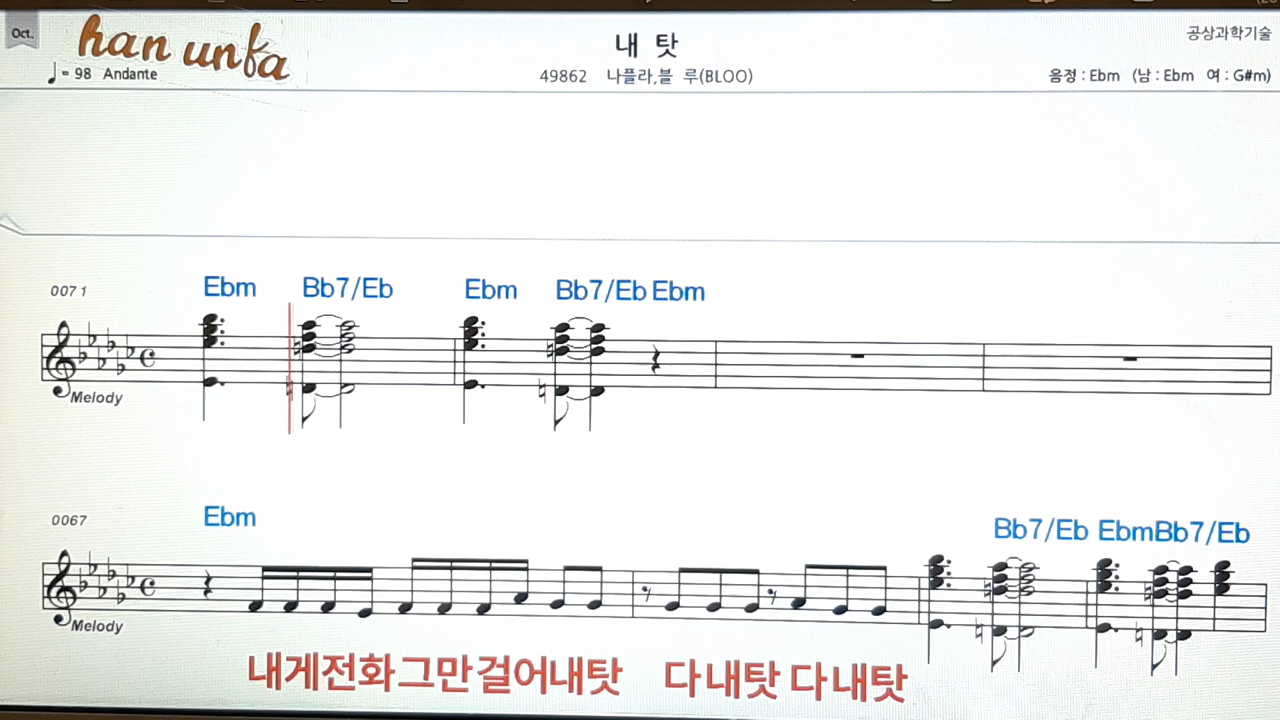 Oct.
han unfa
내 탓
공상과학기술
♩= 98 Andante
49862 나플라,블 루(BLOO)
음정 : Ebm (남 : Ebm 여 : G#m)
0071
Ebm Bb7/Eb Ebm Bb7/Eb Ebm
Melody
0067
Ebm Bb7/Eb EbmBb7/Eb
Melody
내게전화그만걸어내탓 다내탓 다내탓